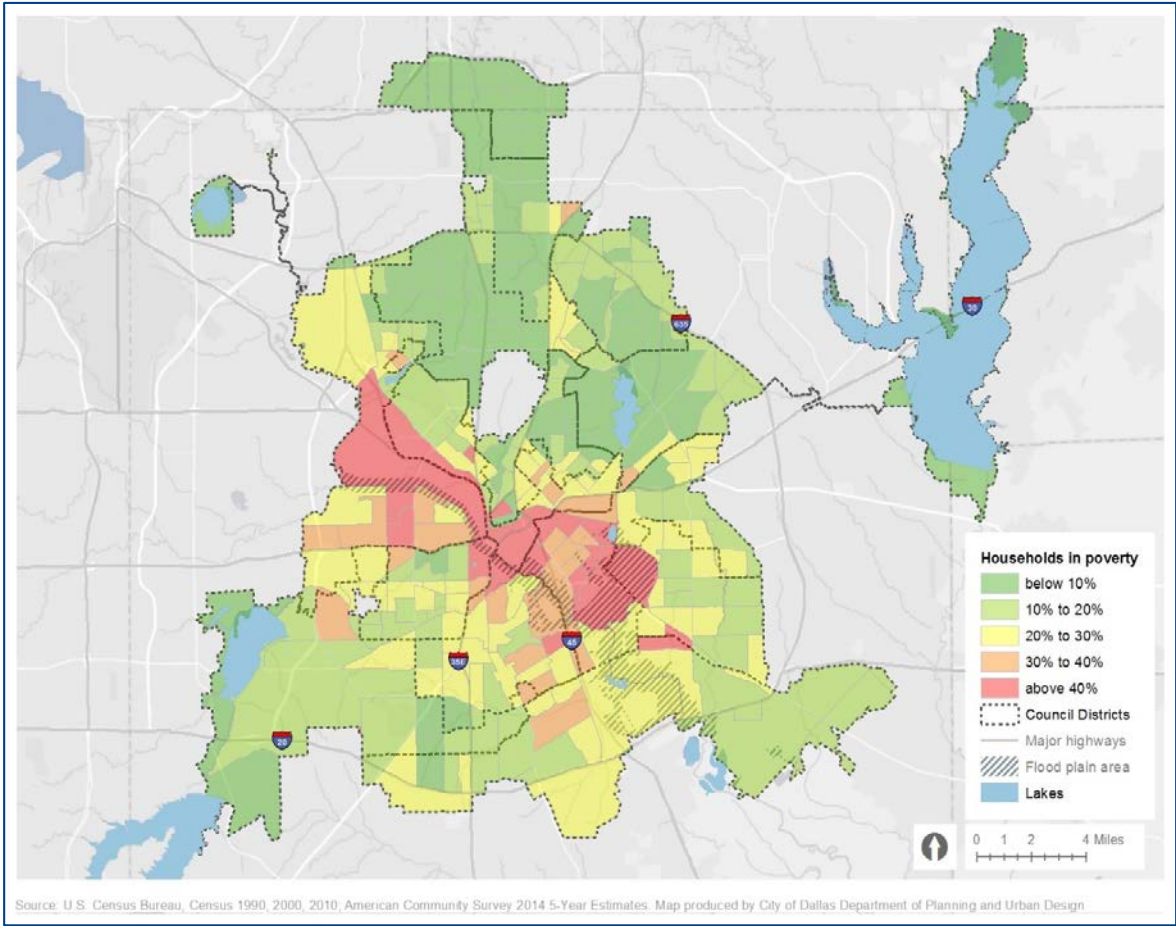 635
30
Households in poverty
below 10%
10% to 20%
20% to 30%
30% to 40%
above 40%
Council Districts
Major highways
Flood plain area
Lakes
45
35E
20
0 1 2 4 Miles
Source: U.S. Census Bureau, Census 1990, 2000, 2010, American Community Survey 2014 5-Year Estimates. Map produced by City of Dallas Department of Planning and Urban Design